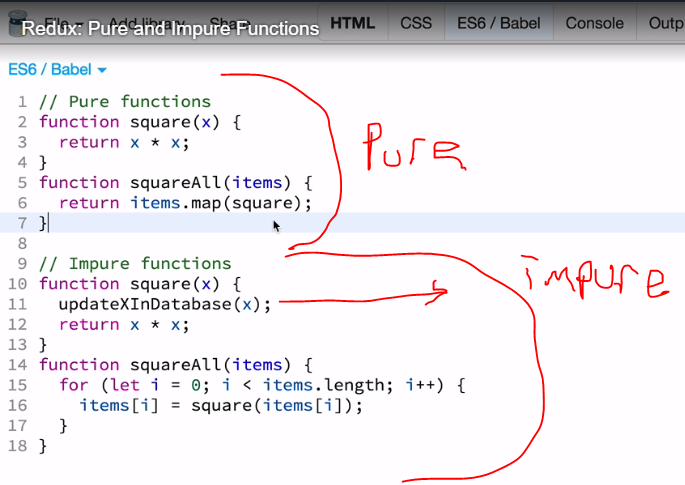 File Add library Share HTML CSS ES6 / Babel Console Outp
Redux: Pure and Impure Functions
ES6 / Babel
1 // Pure functions
2 function square(x) {
3   return x * x;
4 }
5 function squareAll(items) {
6   return items.map(square);
7 }
8
9 // Impure functions
10 function square(x) {
11   updateXInDatabase(x);
12   return x * x;
13 }
14 function squareAll(items) {
15   for (let i = 0; i < items.length; i++) {
16     items[i] = square(items[i]);
17   }
18 }
Pure
impure